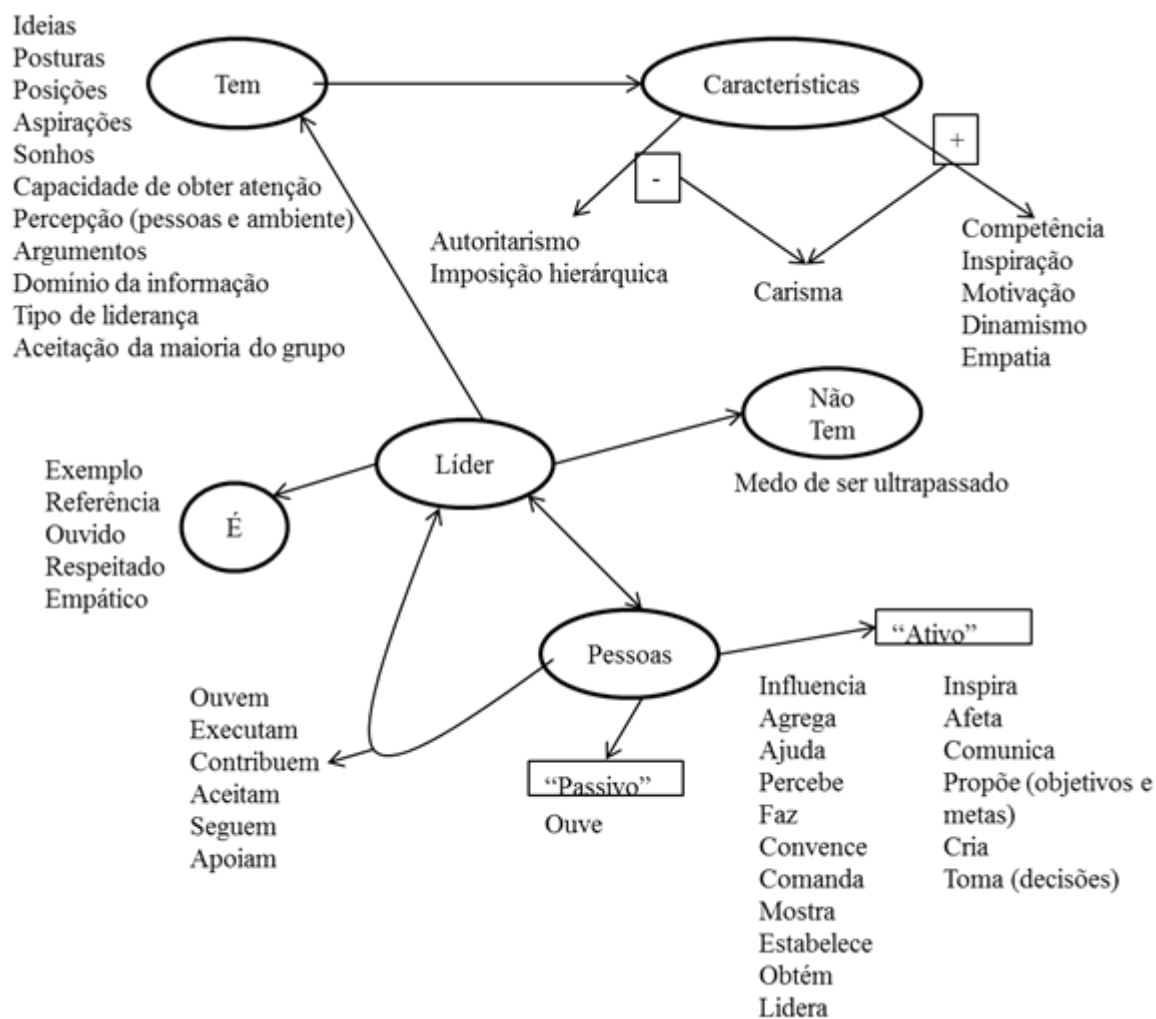 Ideias
Posturas
Posições
Aspirações
Sonhos
Capacidade de obter atenção
Percepção (pessoas e ambiente)
Argumentos
Domínio da informação
Tipo de liderança
Aceitação da maioria do grupo
Tem
Características
-
+
Autoritarismo
Imposição hierárquica
Carisma
Competência
Inspiração
Motivação
Dinamismo
Empatia
Não
Tem
Medo de ser ultrapassado
Líder
Exemplo
Referência
Ouvido
Respeitado
Empático
É
Pessoas
Ouvem
Executam
Contribuem
Aceitam
Seguem
Apoiam
“Passivo”
Ouve
“Ativo”
Influencia
Agrega
Ajuda
Percebe
Faz
Convence
Comanda
Mostra
Estabelece
Obtém
Lidera
Inspira
Afeta
Comunica
Propõe (objetivos e
metas)
Cria
Toma (decisões)